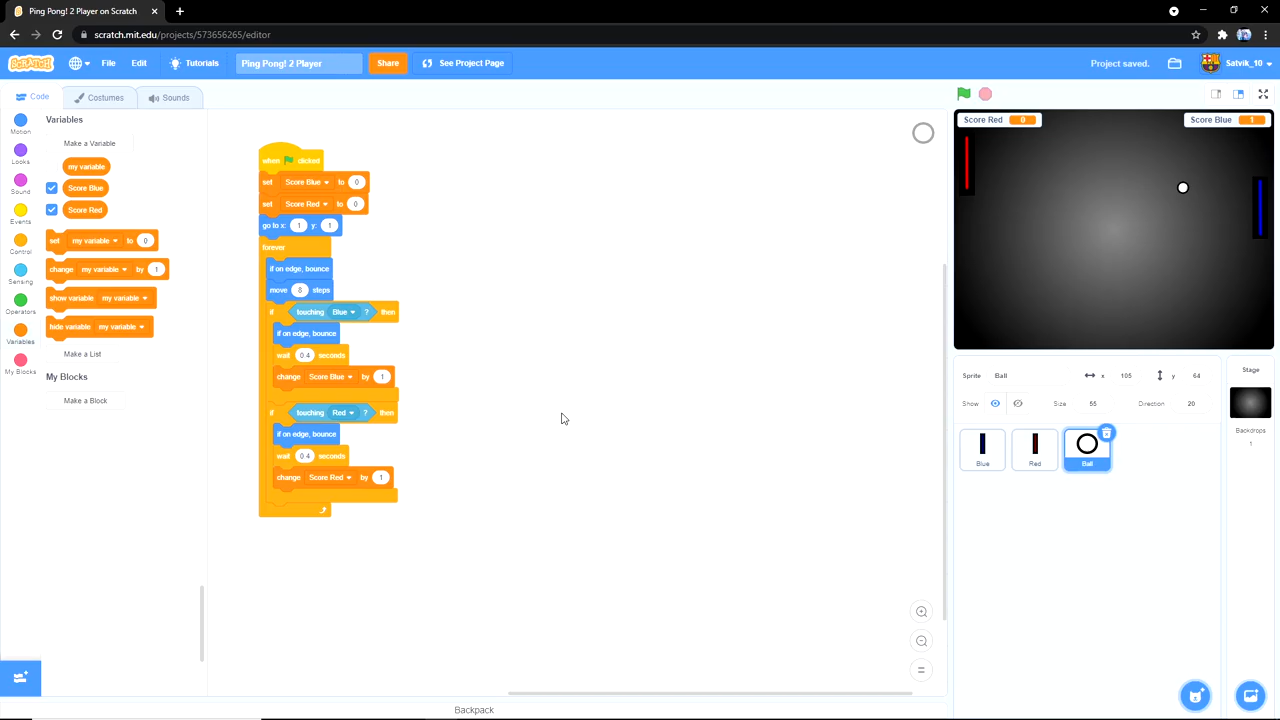 Ping Pong! 2 Player on Scratch
scratch.mit.edu/projects/573656265/editor
SCRATCH
File
Edit
Tutorials
Ping Pong! 2 Player
Share
See Project Page
Project saved.
Satvik_10
Code
Costumes
Sounds
Motion
Looks
Sound
Events
Control
Sensing
Operators
Variables
My Blocks
Variables
Make a Variable
my variable
Score Blue
Score Red
set my variable to 0
change my variable by 1
show variable my variable
hide variable my variable
Make a List
My Blocks
Make a Block
when clicked
set Score Blue to 0
set Score Red to 0
go to x: 1 y: 1
forever
if on edge, bounce
move 8 steps
if touching Blue ? then
if on edge, bounce
wait 0.4 seconds
change Score Blue by 1
if touching Red ? then
if on edge, bounce
wait 0.4 seconds
change Score Red by 1
Score Red 0
Score Blue 1
Sprite Ball x 105 y 64
Show Size 55 Direction 20
Blue
Red
Ball
Stage
Backdrops
1
Backpack